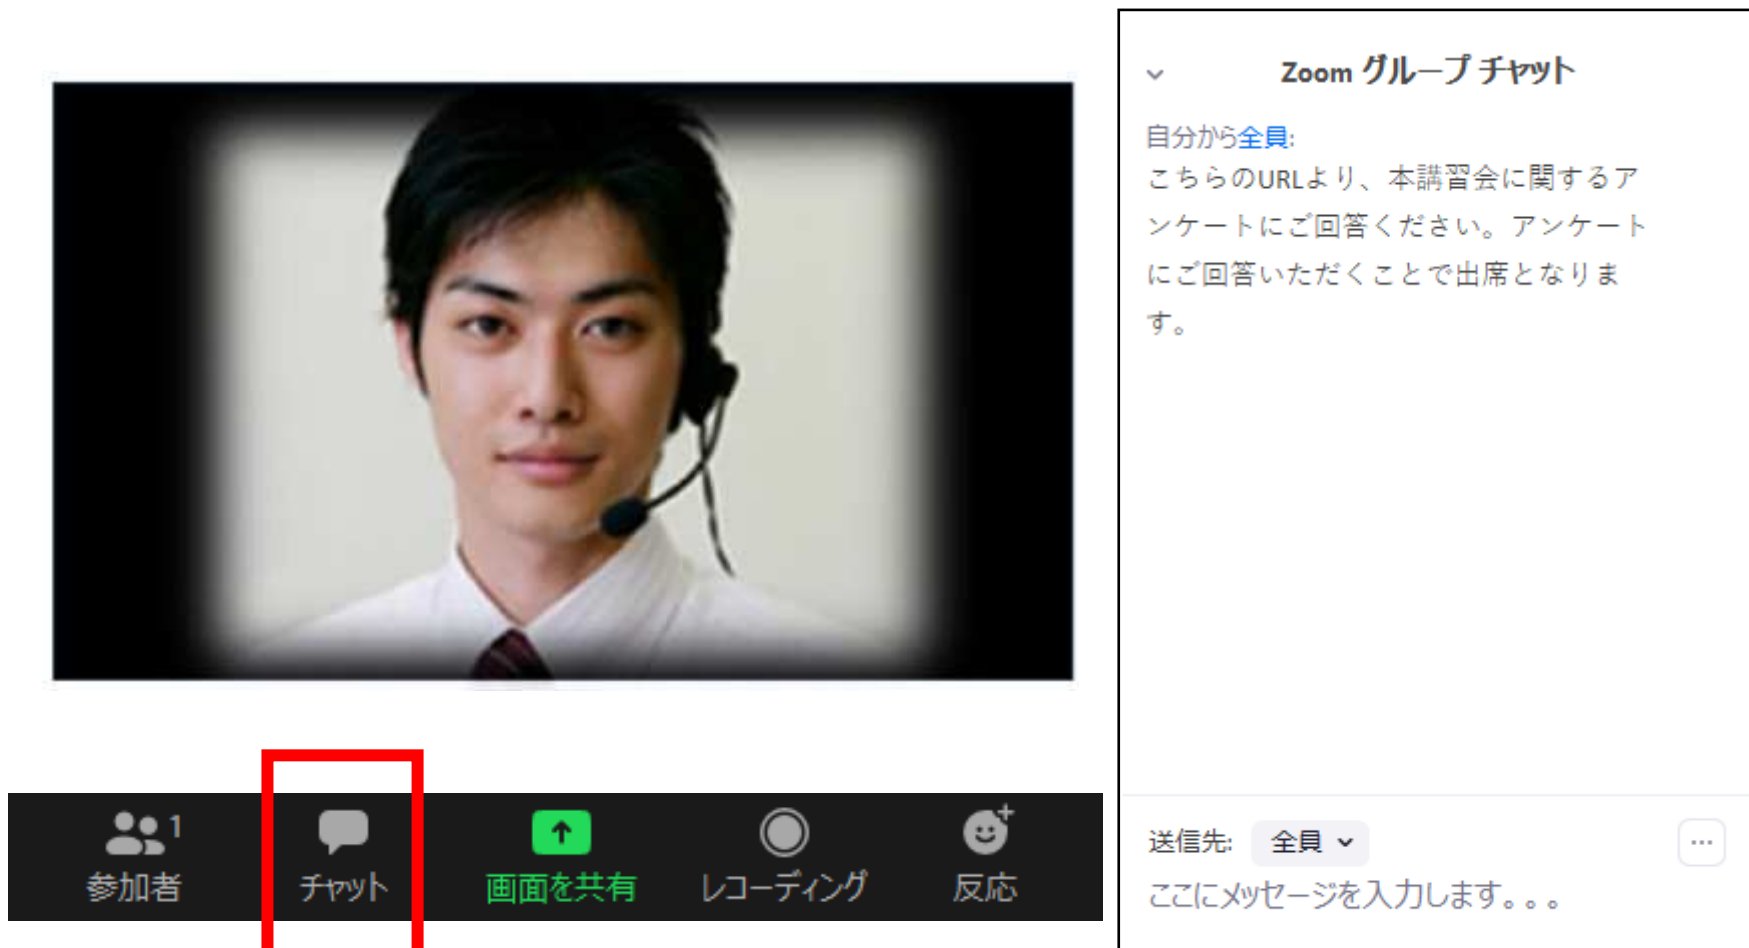 Zoom グループ チャット
自分から全員:
こちらのURLより、本講習会に関するア
ンケートにご回答ください。アンケート
にご回答いただくことで出席となりま
す。
1
参加者
チャット
画面を共有
レコーディング
反応
送信先: 全員
ここにメッセージを入力します。。。